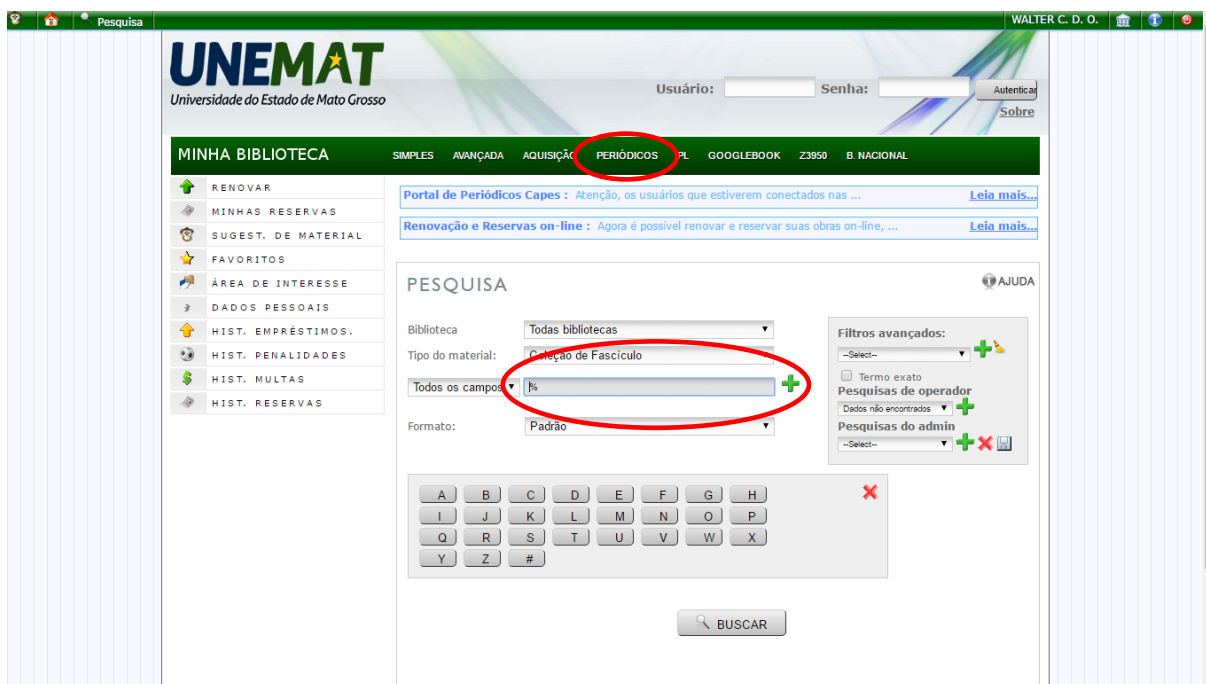 Pesquisa
WALTER C. D. O.
UNEMAT
Universidade do Estado de Mato Grosso
Usuário:
Senha:
Autenticar
Sobre
MINHA BIBLIOTECA
SIMPLES AVANÇADA AQUISIÇÃO PERIÓDICOS GOOGLEBOOK Z3950 B. NACIONAL
RENOVAR
MINHAS RESERVAS
SUGEST. DE MATERIAL
FAVORITOS
ÁREA DE INTERESSE
DADOS PESSOAIS
HIST. EMPRÉSTIMOS.
HIST. PENALIDADES
HIST. MULTAS
HIST. RESERVAS
Portal de Periódicos Capes : Atenção, os usuários que estiverem conectados nas ... Leia mais...
Renovação e Reservas on-line : Agora é possível renovar e reservar suas obras on-line, ... Leia mais...
PESQUISA
AJUDA
Biblioteca Todas bibliotecas
Tipo do material: Coleção de Fascículo
Todos os campos %
Formato: Padrão
Filtros avançados:
--Select--
Termo exato
Pesquisas de operador
Dados não encontrados
Pesquisas do admin
--Select--
A B C D E F G H
I J K L M N O P
Q R S T U V W X
Y Z #
BUSCAR